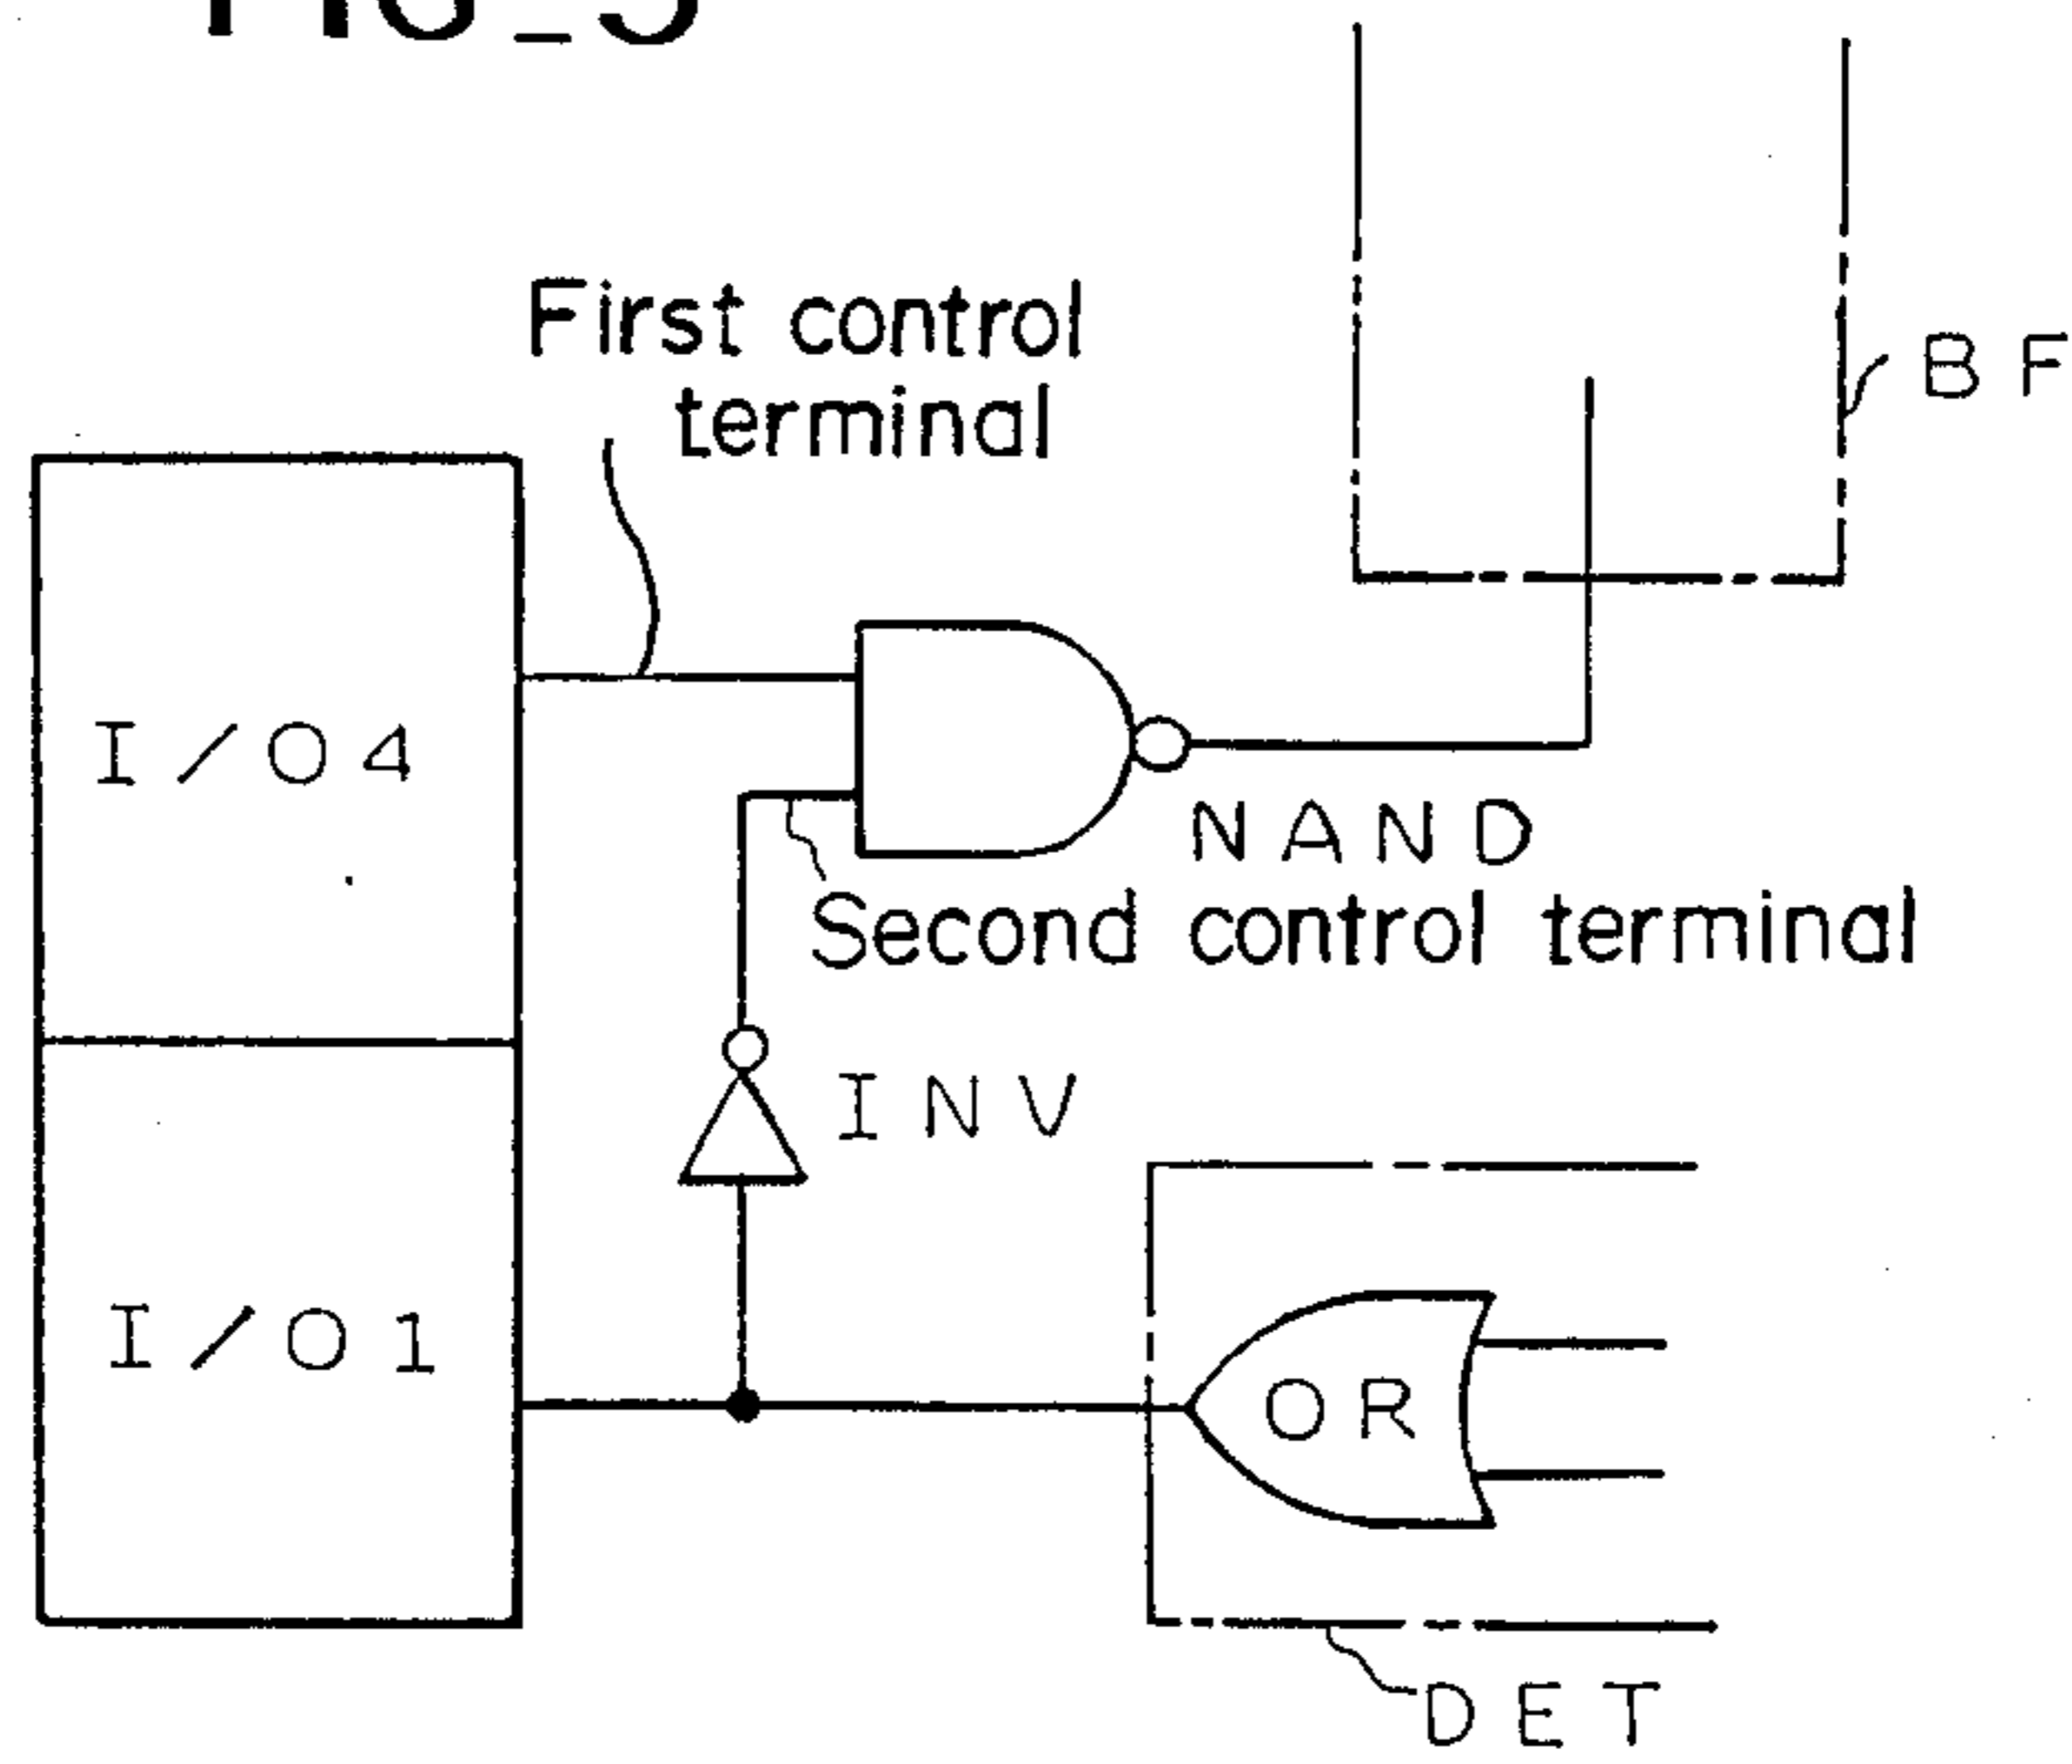 First control
terminal
BF
I/O4
NAND
Second control terminal
INV
I/O1
OR
DET